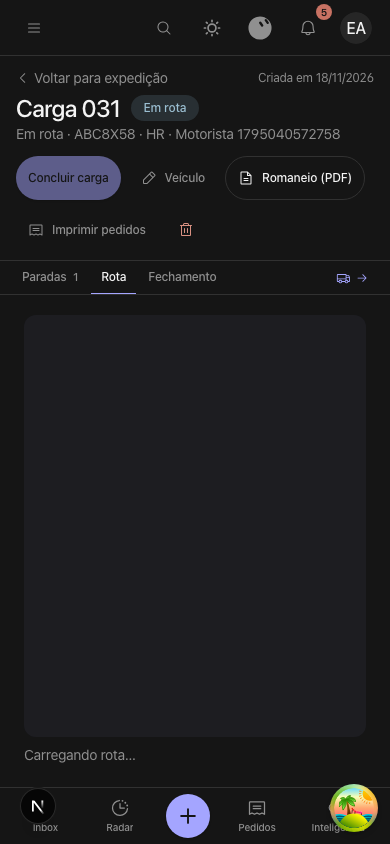 5
EA
Voltar para expedição
Criada em 18/11/2026
Carga 031
Em rota
Em rota · ABC8X58 · HR · Motorista 1795040572758
Concluir carga
Veículo
Romaneio (PDF)
Imprimir pedidos
Paradas 1
Rota
Fechamento
Carregando rota...
N
Inbox
Radar
Pedidos